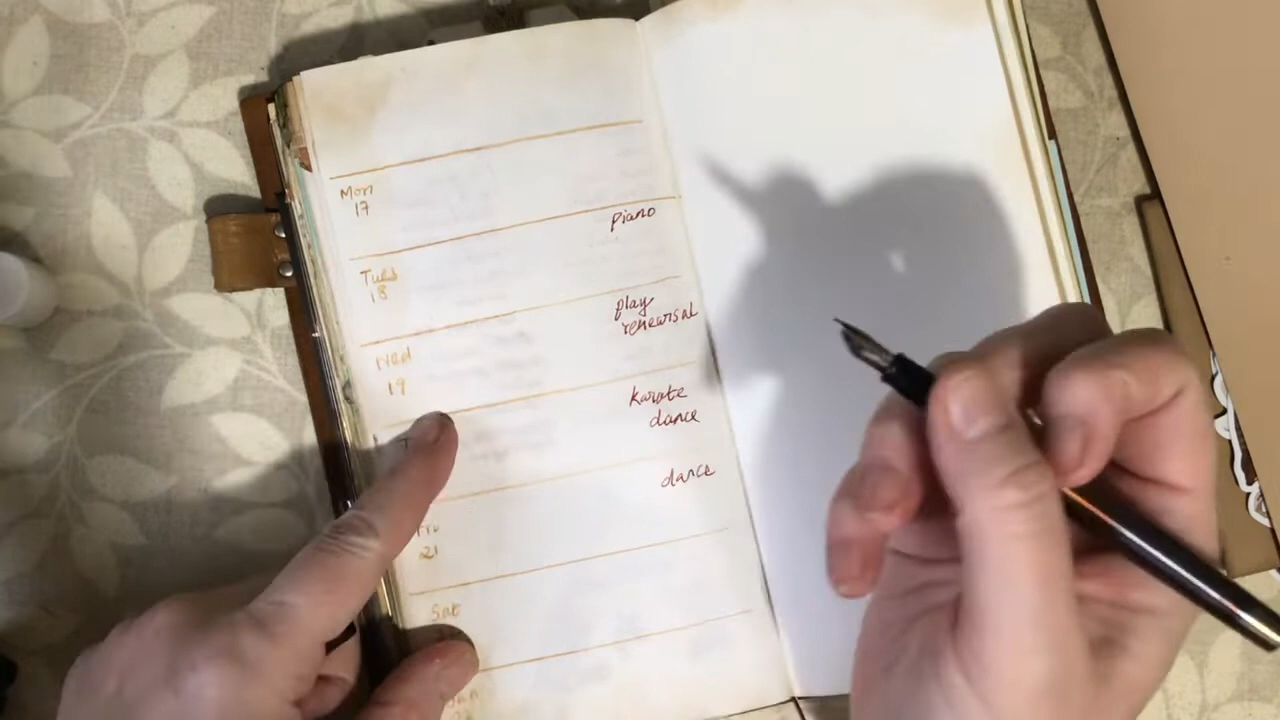 Mon
17
piano
Tues
18
play
rehearsal
Wed
19
karate
dance
dance
Fri
21
Sat